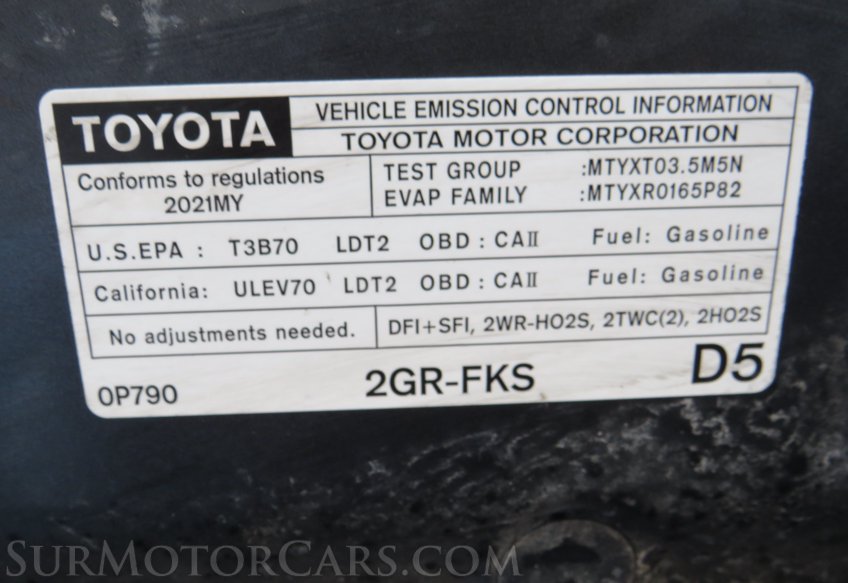 TOYOTA
VEHICLE EMISSION CONTROL INFORMATION
TOYOTA MOTOR CORPORATION
Conforms to regulations
2021MY
TEST GROUP :MTYXT03.5M5N
EVAP FAMILY :MTYXR0165P82
U.S.EPA : T3B70 LDT2 OBD : CAII Fuel: Gasoline
California: ULEV70 LDT2 OBD : CAII Fuel: Gasoline
No adjustments needed.
DFI+SFI, 2WR-HO2S, 2TWC(2), 2HO2S
0P790
2GR-FKS
D5
SurMotorCars.com